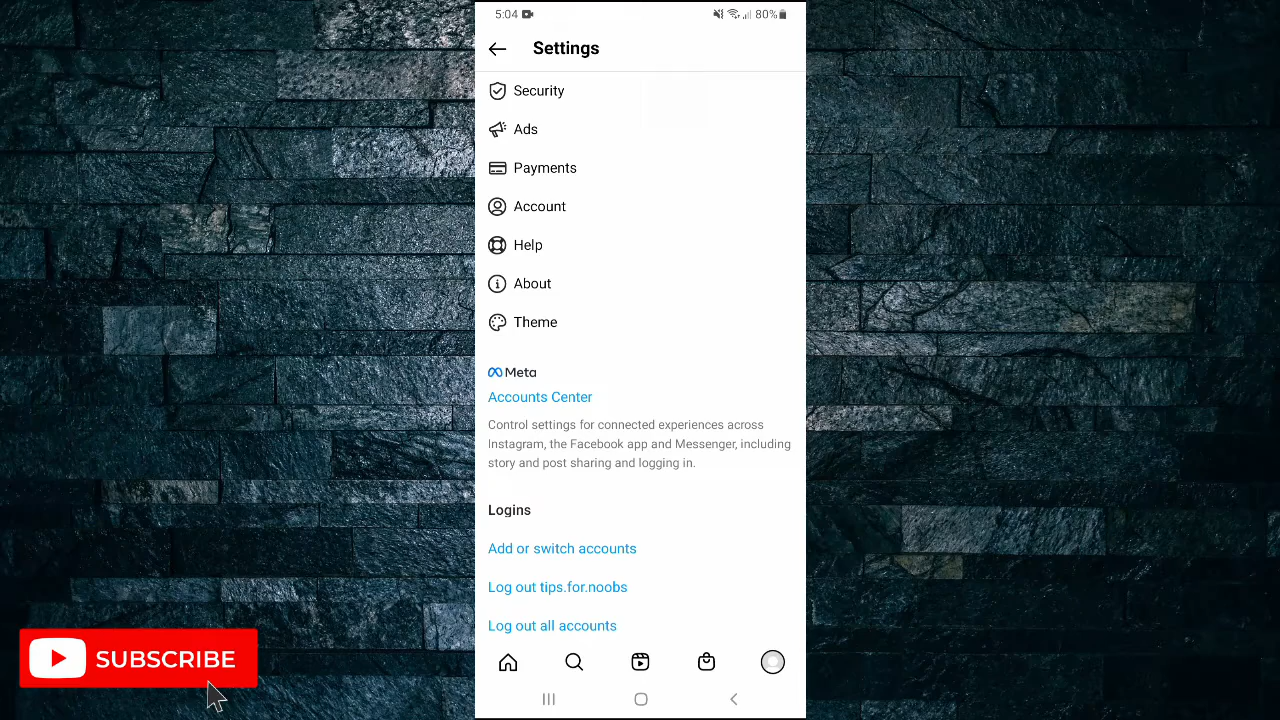 5:04 80%
Settings
Security
Ads
Payments
Account
Help
About
Theme
Meta
Accounts Center
Control settings for connected experiences across
Instagram, the Facebook app and Messenger, including
story and post sharing and logging in.
Logins
Add or switch accounts
Log out tips.for.noobs
Log out all accounts
SUBSCRIBE